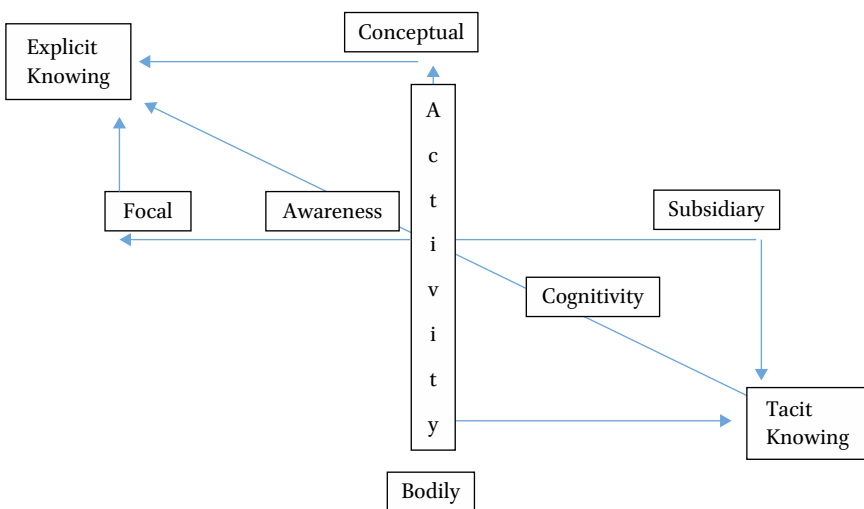 Conceptual
Explicit
Knowing
A
c
t
i
v
i
t
y
Focal
Awareness
Subsidiary
Cognitivity
Tacit
Knowing
Bodily